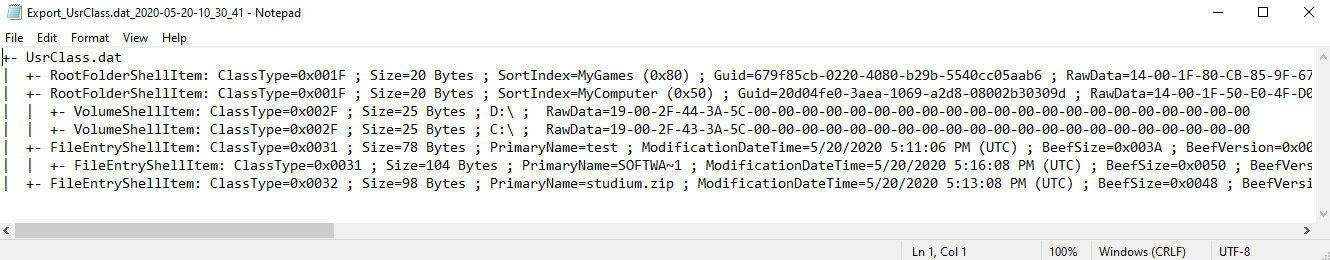 Export_UsrClass.dat_2020-05-20-10_30_41 - Notepad
File Edit Format View Help
+- UsrClass.dat
| +- RootFolderShellItem: ClassType=0x001F ; Size=20 Bytes ; SortIndex=MyGames (0x80) ; Guid=679f85cb-0220-4080-b29b-5540cc05aab6 ; RawData=14-00-1F-80-CB-85-9F-67
| +- RootFolderShellItem: ClassType=0x001F ; Size=20 Bytes ; SortIndex=MyComputer (0x50) ; Guid=20d04fe0-3aea-1069-a2d8-08002b30309d ; RawData=14-00-1F-50-E0-4F-D0
| | +- VolumeShellItem: ClassType=0x002F ; Size=25 Bytes ; D:\ ; RawData=19-00-2F-44-3A-5C-00-00-00-00-00-00-00-00-00-00-00-00-00-00-00-00-00-00-00
| | +- VolumeShellItem: ClassType=0x002F ; Size=25 Bytes ; C:\ ; RawData=19-00-2F-43-3A-5C-00-00-00-00-00-00-00-00-00-00-00-00-00-00-00-00-00-00-00
| +- FileEntryShellItem: ClassType=0x0031 ; Size=78 Bytes ; PrimaryName=test ; ModificationDateTime=5/20/2020 5:11:06 PM (UTC) ; BeefSize=0x003A ; BeefVersion=0x00
| | +- FileEntryShellItem: ClassType=0x0031 ; Size=104 Bytes ; PrimaryName=SOFTWA~1 ; ModificationDateTime=5/20/2020 5:16:08 PM (UTC) ; BeefSize=0x0050 ; BeefVers
| +- FileEntryShellItem: ClassType=0x0032 ; Size=98 Bytes ; PrimaryName=studium.zip ; ModificationDateTime=5/20/2020 5:13:08 PM (UTC) ; BeefSize=0x0048 ; BeefVersi
Ln 1, Col 1 100% Windows (CRLF) UTF-8